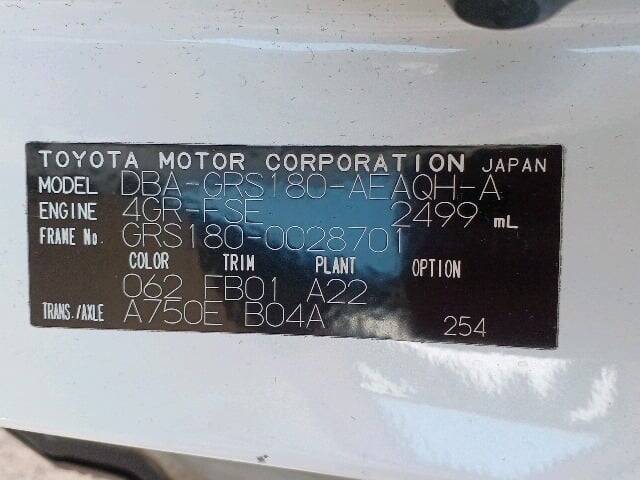 TOYOTA MOTOR CORPORATION JAPAN
MODEL DBA-GRS180-AEAQH-A
ENGINE 4GR-FSE 2499 mL
FRAME No. GRS180-0028701
COLOR TRIM PLANT OPTION
062 FB01 A22
TRANS./AXLE A750E B04A 254